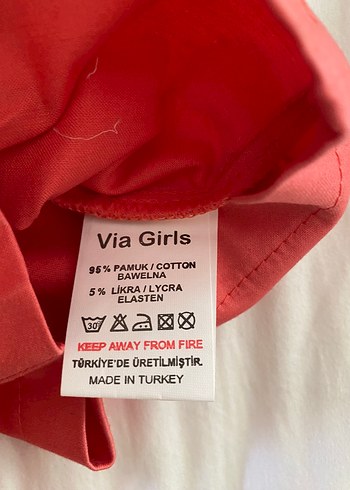 Via Girls
95% PAMUK / COTTON
BAWELNA
5% LİKRA / LYCRA
ELASTEN
30°
KEEP AWAY FROM FIRE
TÜRKİYE'DE ÜRETİLMİŞTİR.
MADE IN TURKEY